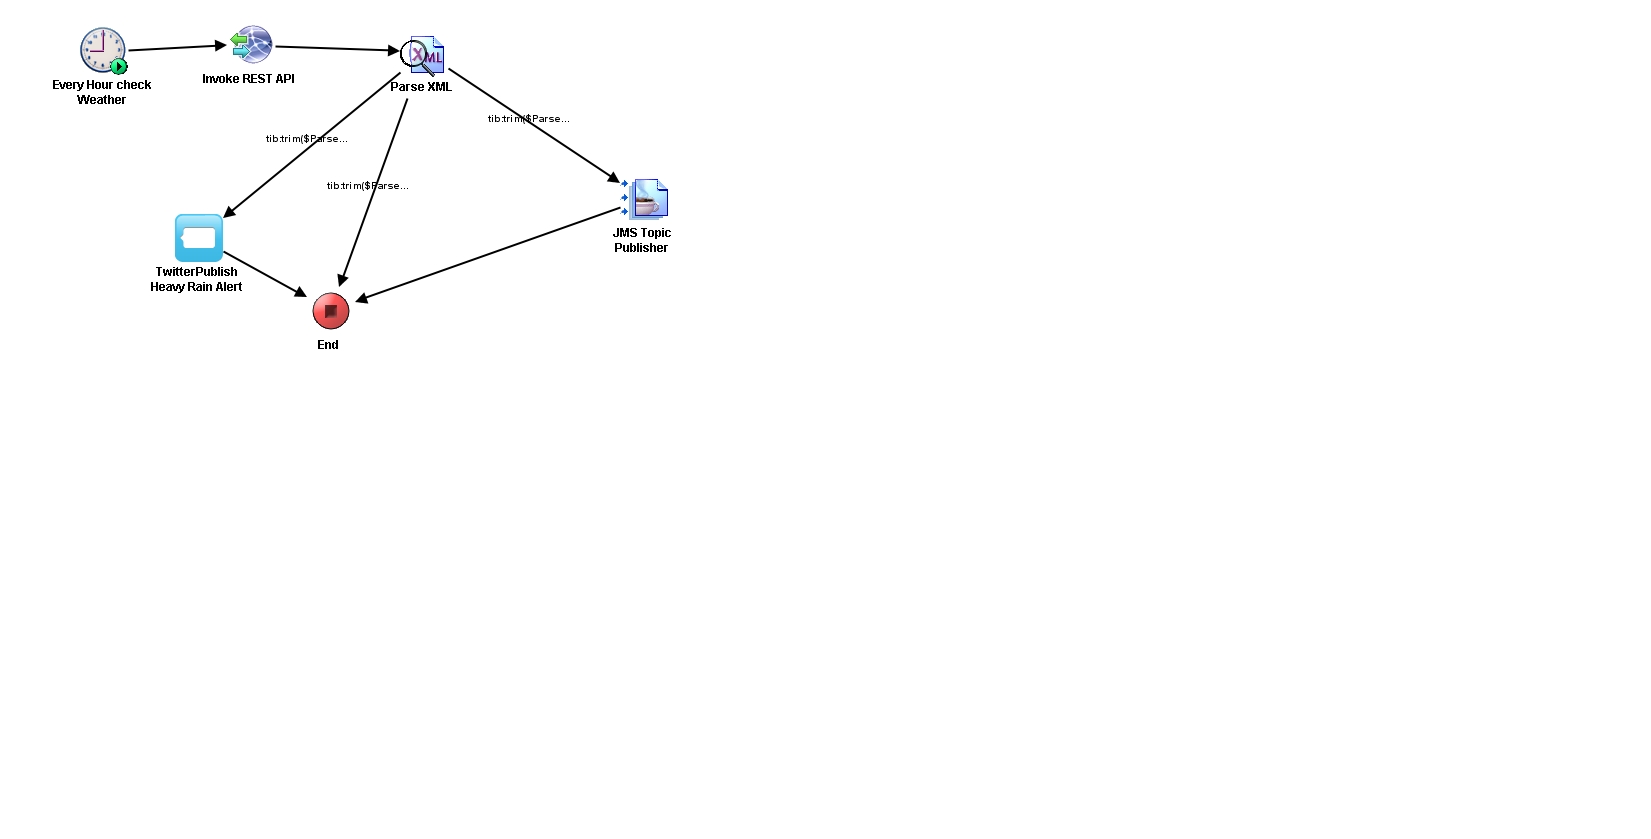 Every Hour check
Weather
Invoke REST API
XML
Parse XML
tib:trim($Parse...
tib:trim($Parse...
tib:trim($Parse...
TwitterPublish
Heavy Rain Alert
JMS Topic
Publisher
End